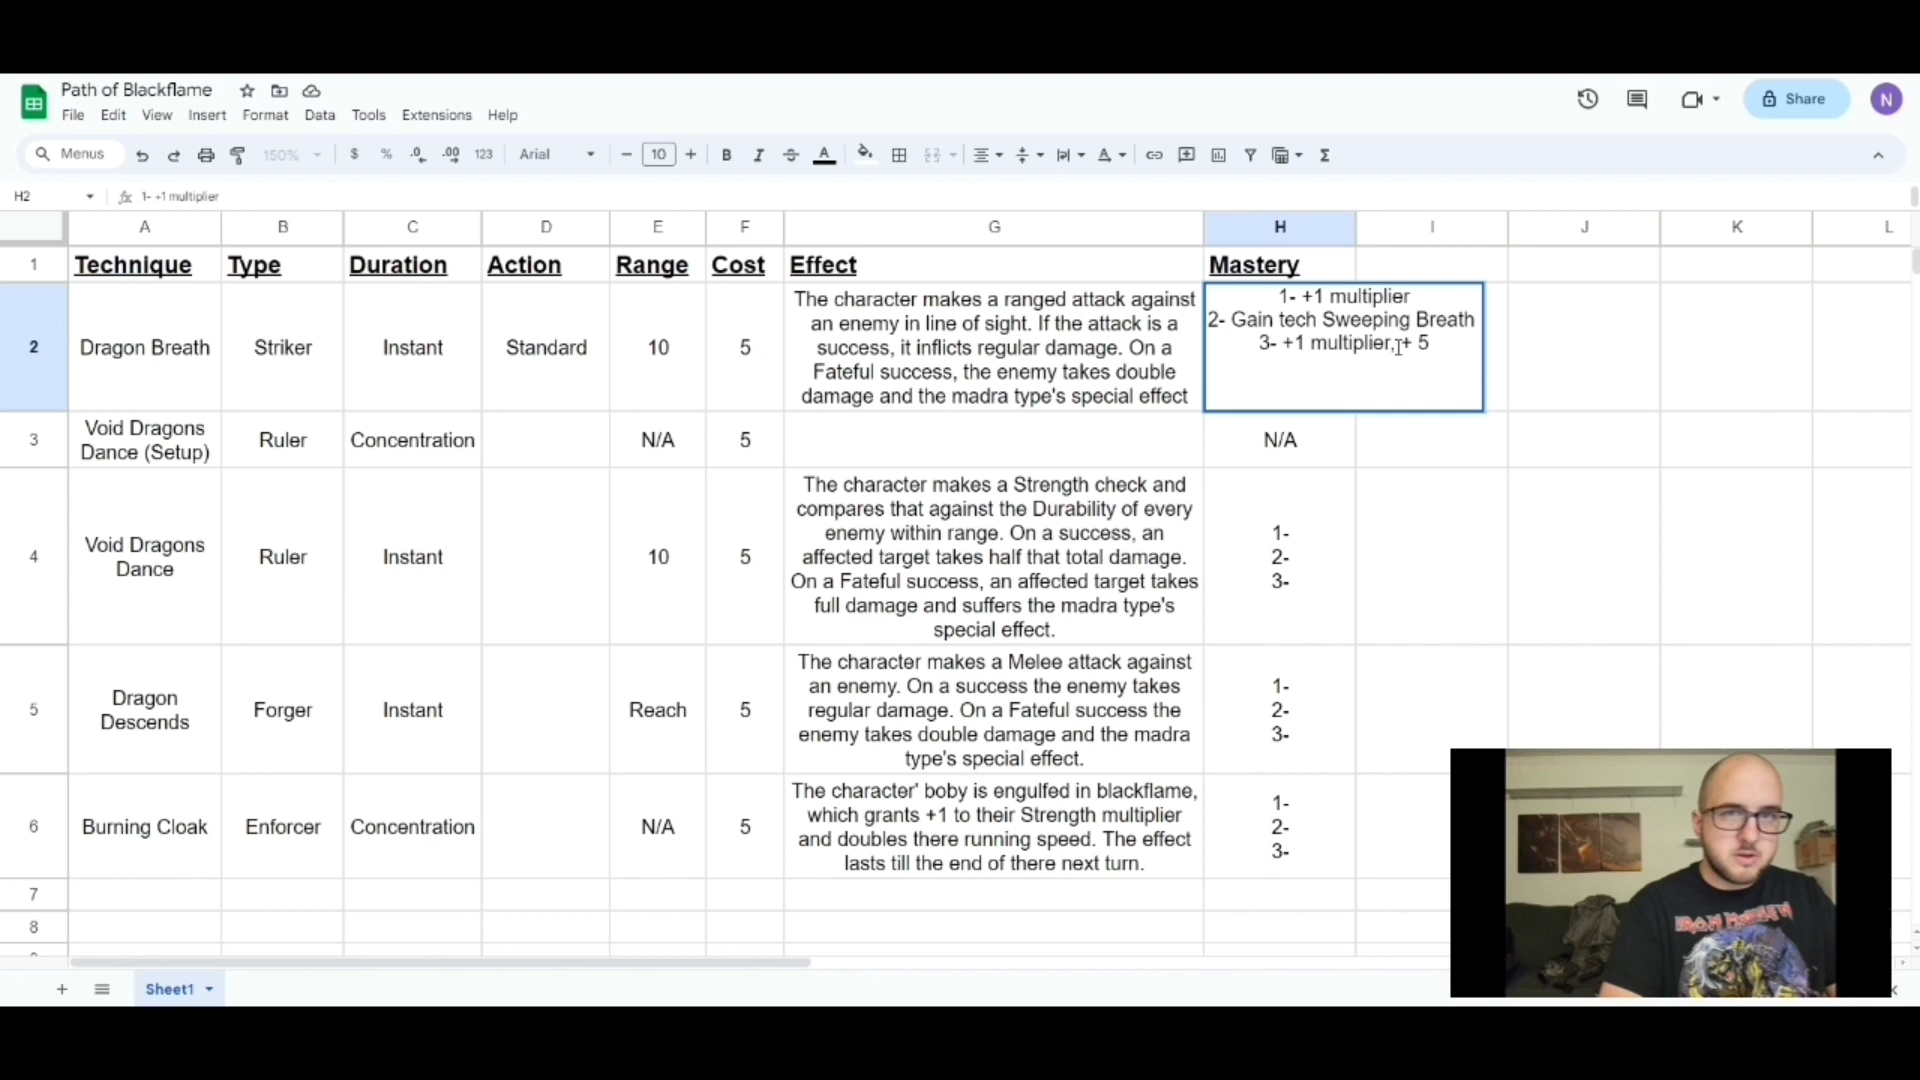 Path of Blackflame
File Edit View Insert Format Data Tools Extensions Help
Share
N
Menus
150%
$ % .0 .00 123
Arial
10
B I A
Σ
H2
fx 1- +1 multiplier
A B C D E F G H I J K L
1 Technique Type Duration Action Range Cost Effect Mastery
2
Dragon Breath
Striker
Instant
Standard
10
5
The character makes a ranged attack against
an enemy in line of sight. If the attack is a
success, it inflicts regular damage. On a
Fateful success, the enemy takes double
damage and the madra type's special effect
1- +1 multiplier
2- Gain tech Sweeping Breath
3- +1 multiplier, + 5
3
Void Dragons
Dance (Setup)
Ruler
Concentration
N/A
5
N/A
4
Void Dragons
Dance
Ruler
Instant
10
5
The character makes a Strength check and
compares that against the Durability of every
enemy within range. On a success, an
affected target takes half that total damage.
On a Fateful success, an affected target takes
full damage and suffers the madra type's
special effect.
1-
2-
3-
5
Dragon
Descends
Forger
Instant
Reach
5
The character makes a Melee attack against
an enemy. On a success the enemy takes
regular damage. On a Fateful success the
enemy takes double damage and the madra
type's special effect.
1-
2-
3-
6
Burning Cloak
Enforcer
Concentration
N/A
5
The character' boby is engulfed in blackflame,
which grants +1 to their Strength multiplier
and doubles there running speed. The effect
lasts till the end of there next turn.
1-
2-
3-
7
8
Sheet1
IRON MAIDEN